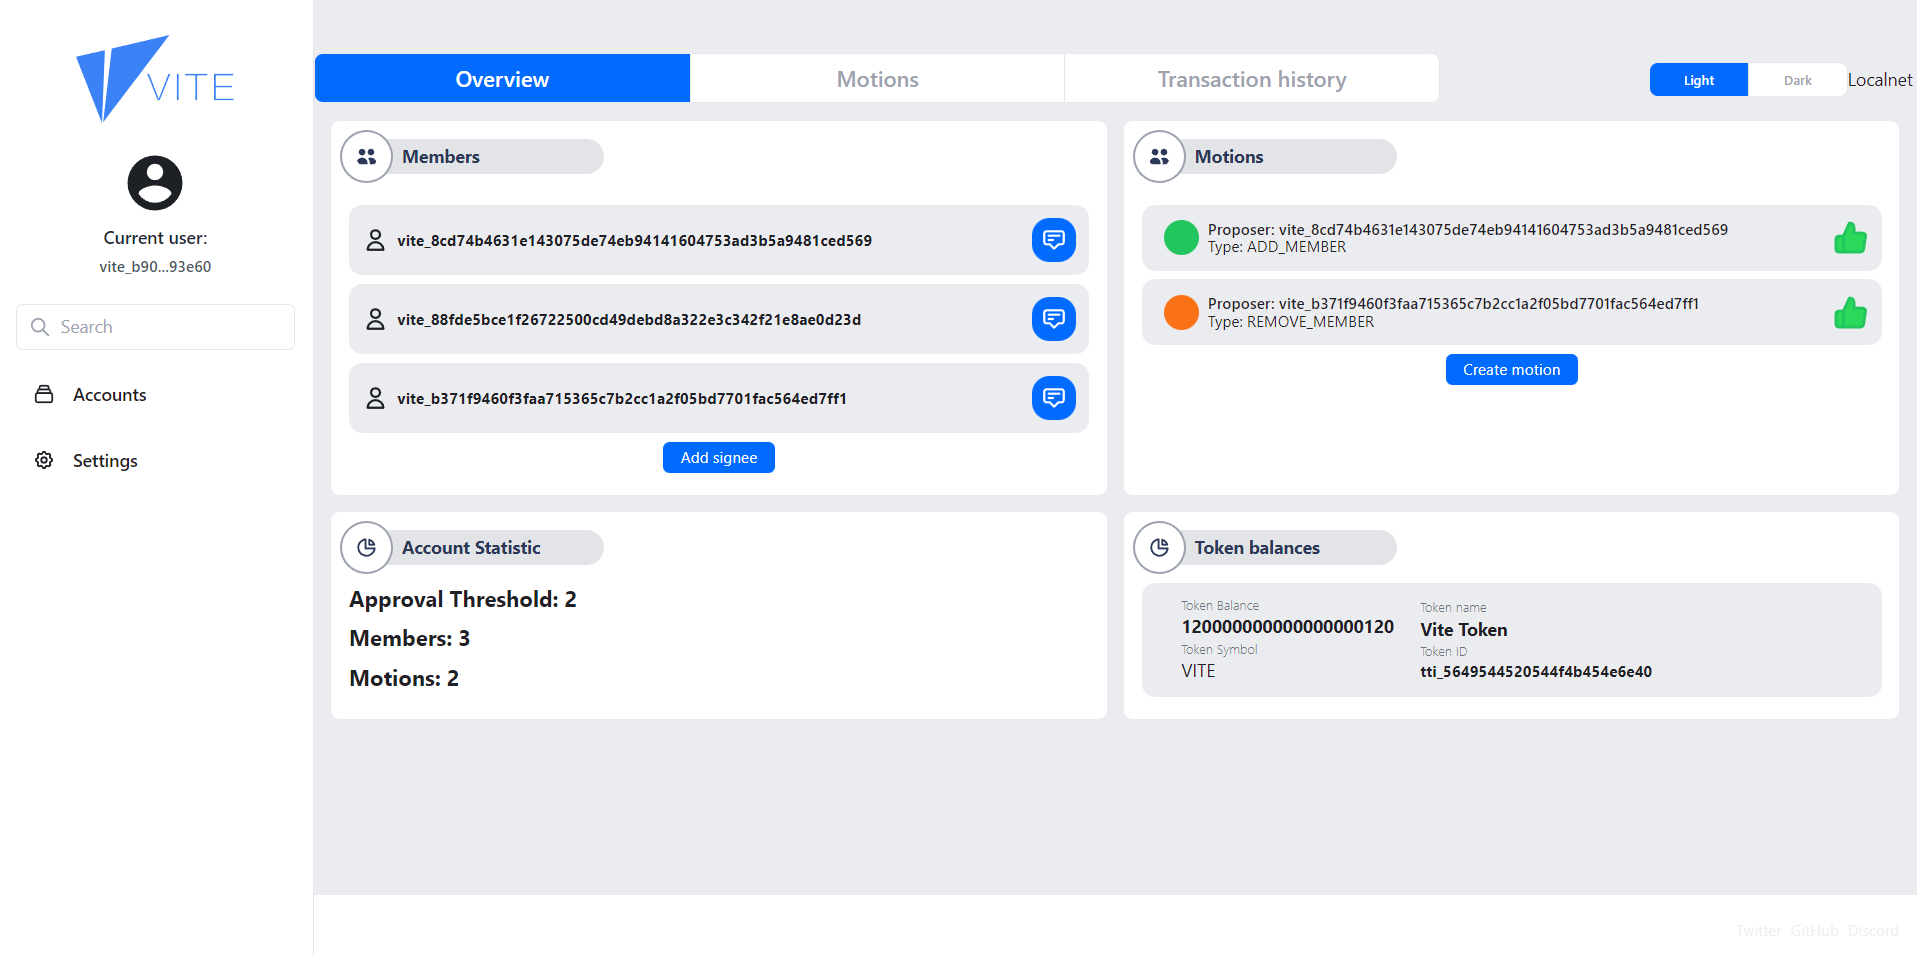 VITE
Current user:
vite_b90...93e60
Search
Accounts
Settings
Overview
Motions
Transaction history
Light
Dark
Localnet
Members
vite_8cd74b4631e143075de74eb94141604753ad3b5a9481ced569
vite_88fde5bce1f26722500cd49debd8a322e3c342f21e8ae0d23d
vite_b371f9460f3faa715365c7b2cc1a2f05bd7701fac564ed7ff1
Add signee
Motions
Proposer: vite_8cd74b4631e143075de74eb94141604753ad3b5a9481ced569
Type: ADD_MEMBER
Proposer: vite_b371f9460f3faa715365c7b2cc1a2f05bd7701fac564ed7ff1
Type: REMOVE_MEMBER
Create motion
Account Statistic
Approval Threshold: 2
Members: 3
Motions: 2
Token balances
Token Balance
120000000000000000120
Token Symbol
VITE
Token name
Vite Token
Token ID
tti_5649544520544f4b454e6e40
Twitter GitHub Discord